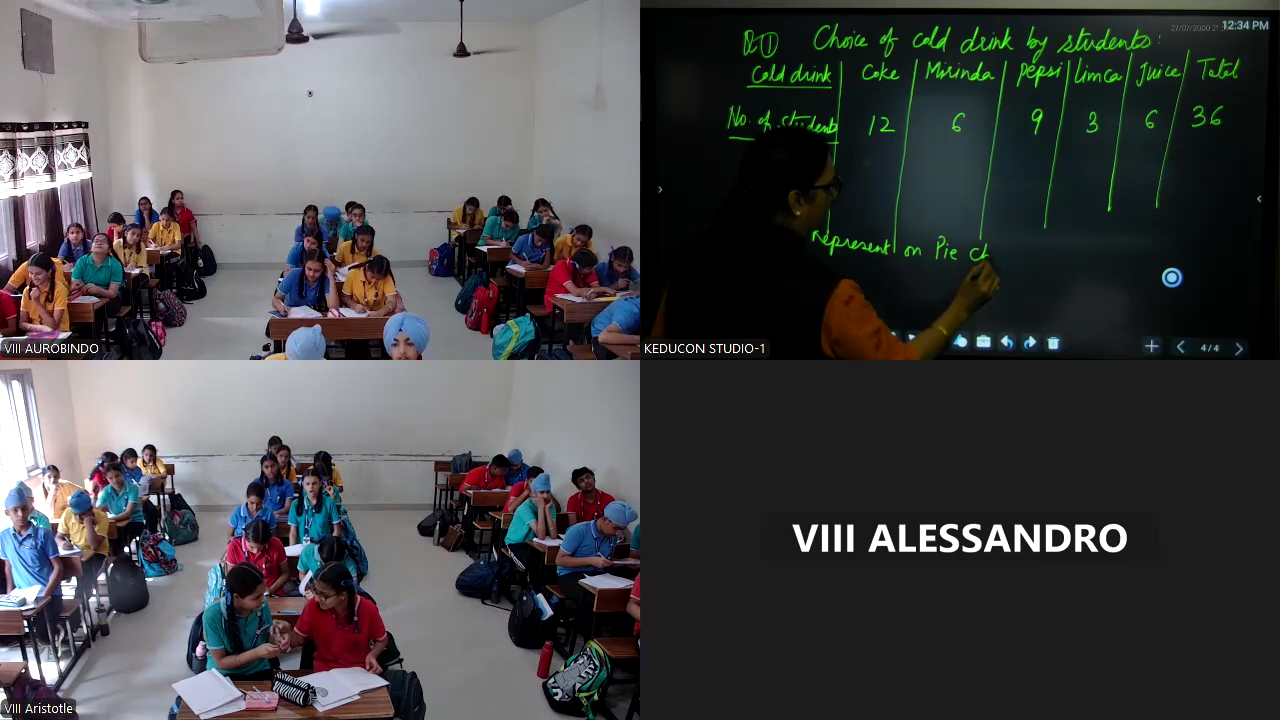 VIII AUROBINDO
12:34 PM
Q1 Choice of cold drink by students:
Cold drink Coke Mirinda Pepsi Limca Juice Total
No. of students 12 6 9 3 6 36
Represent on Pie ch
4/4
KEDUCON STUDIO-1
VIII Aristotle
VIII ALESSANDRO